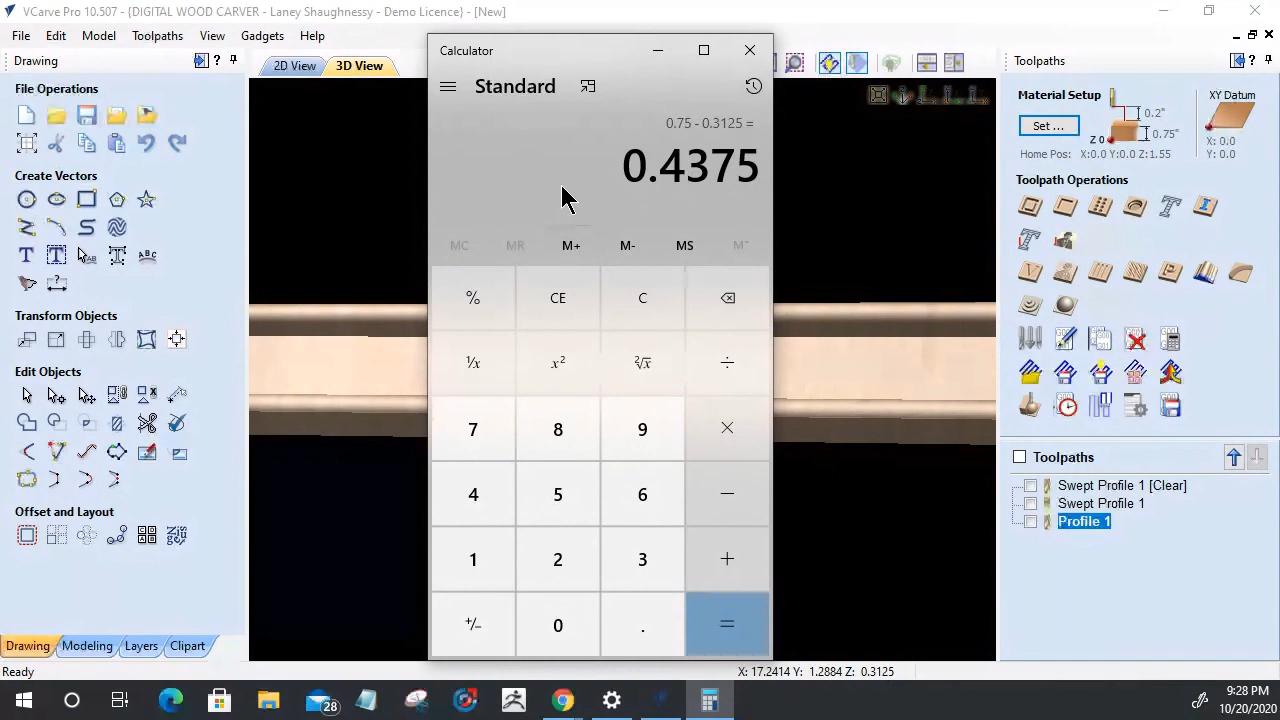 VCarve Pro 10.507 - {DIGITAL WOOD CARVER - Laney Shaughnessy - Demo Licence} - [New]
File Edit Model Toolpaths View Gadgets Help
Drawing
2D View
3D View
File Operations
Create Vectors
Transform Objects
Edit Objects
Offset and Layout
Drawing
Modeling
Layers
Clipart
Ready
Calculator
Standard
0.75 - 0.3125 =
0.4375
MC MR M+ M- MS M˅
% CE C
⅟x x² ²√x ÷
7 8 9 ×
4 5 6 −
1 2 3 +
+/− 0 . =
Toolpaths
Material Setup
Set ...
Z 0
0.2"
0.75"
XY Datum
X: 0.0
Y: 0.0
Home Pos: X:0.0 Y:0.0 Z:1.55
Toolpath Operations
Toolpaths
Swept Profile 1 [Clear]
Swept Profile 1
Profile 1
X: 17.2414 Y: 1.2884 Z: 0.3125
28
9:28 PM
10/20/2020